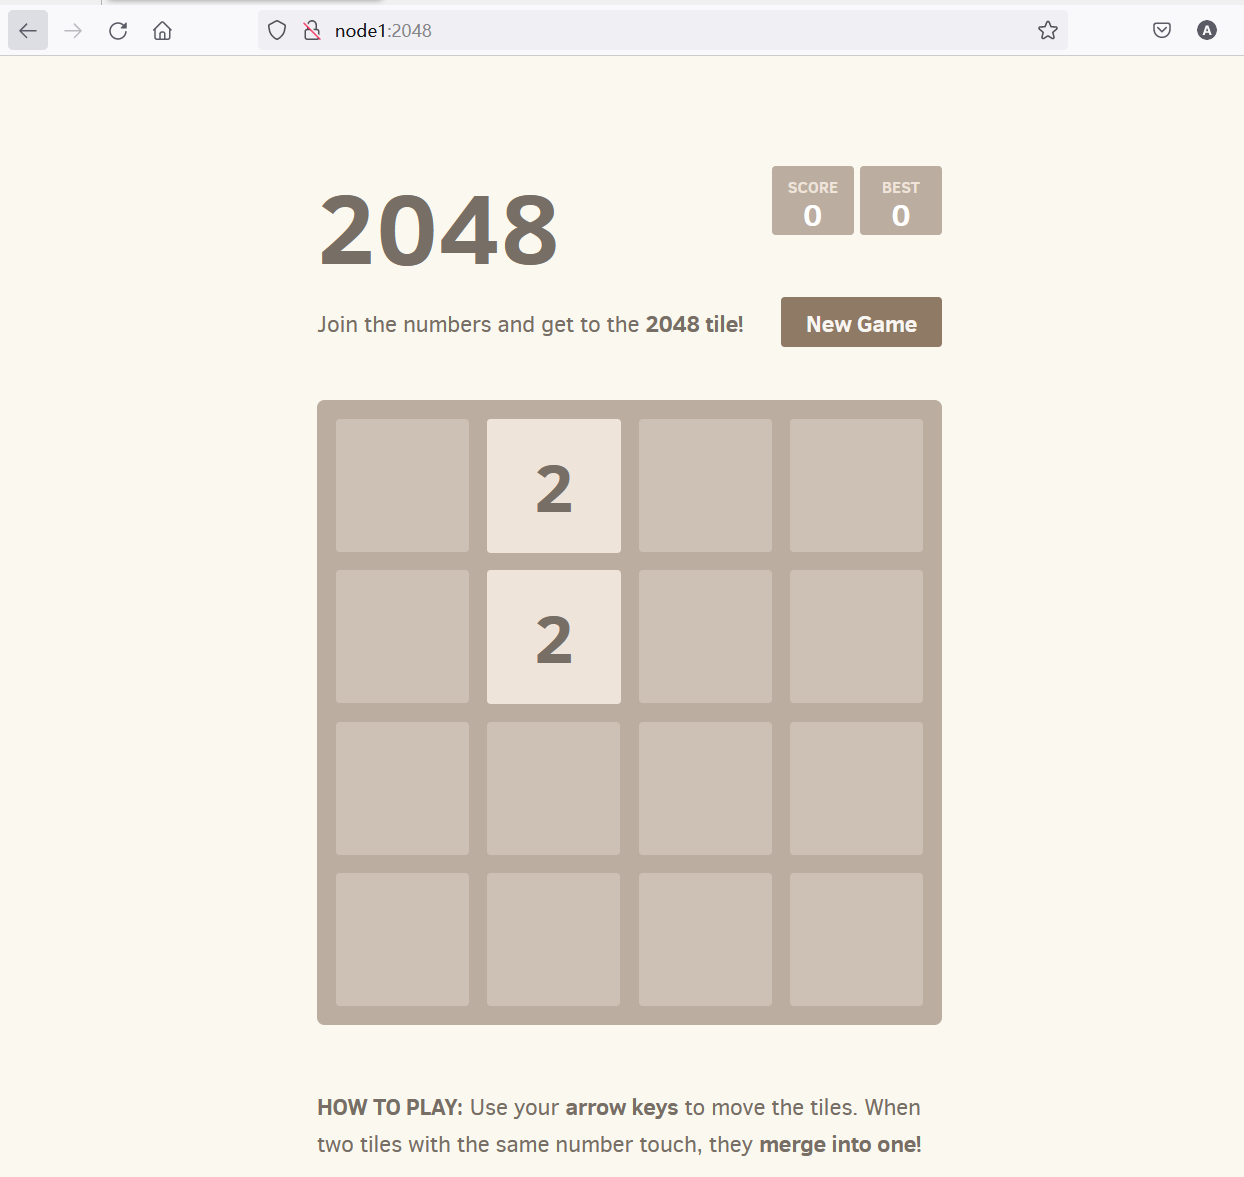 node1:2048
A
SCORE
0
BEST
0
2048
Join the numbers and get to the 2048 tile!
New Game
2
2
HOW TO PLAY: Use your arrow keys to move the tiles. When
two tiles with the same number touch, they merge into one!